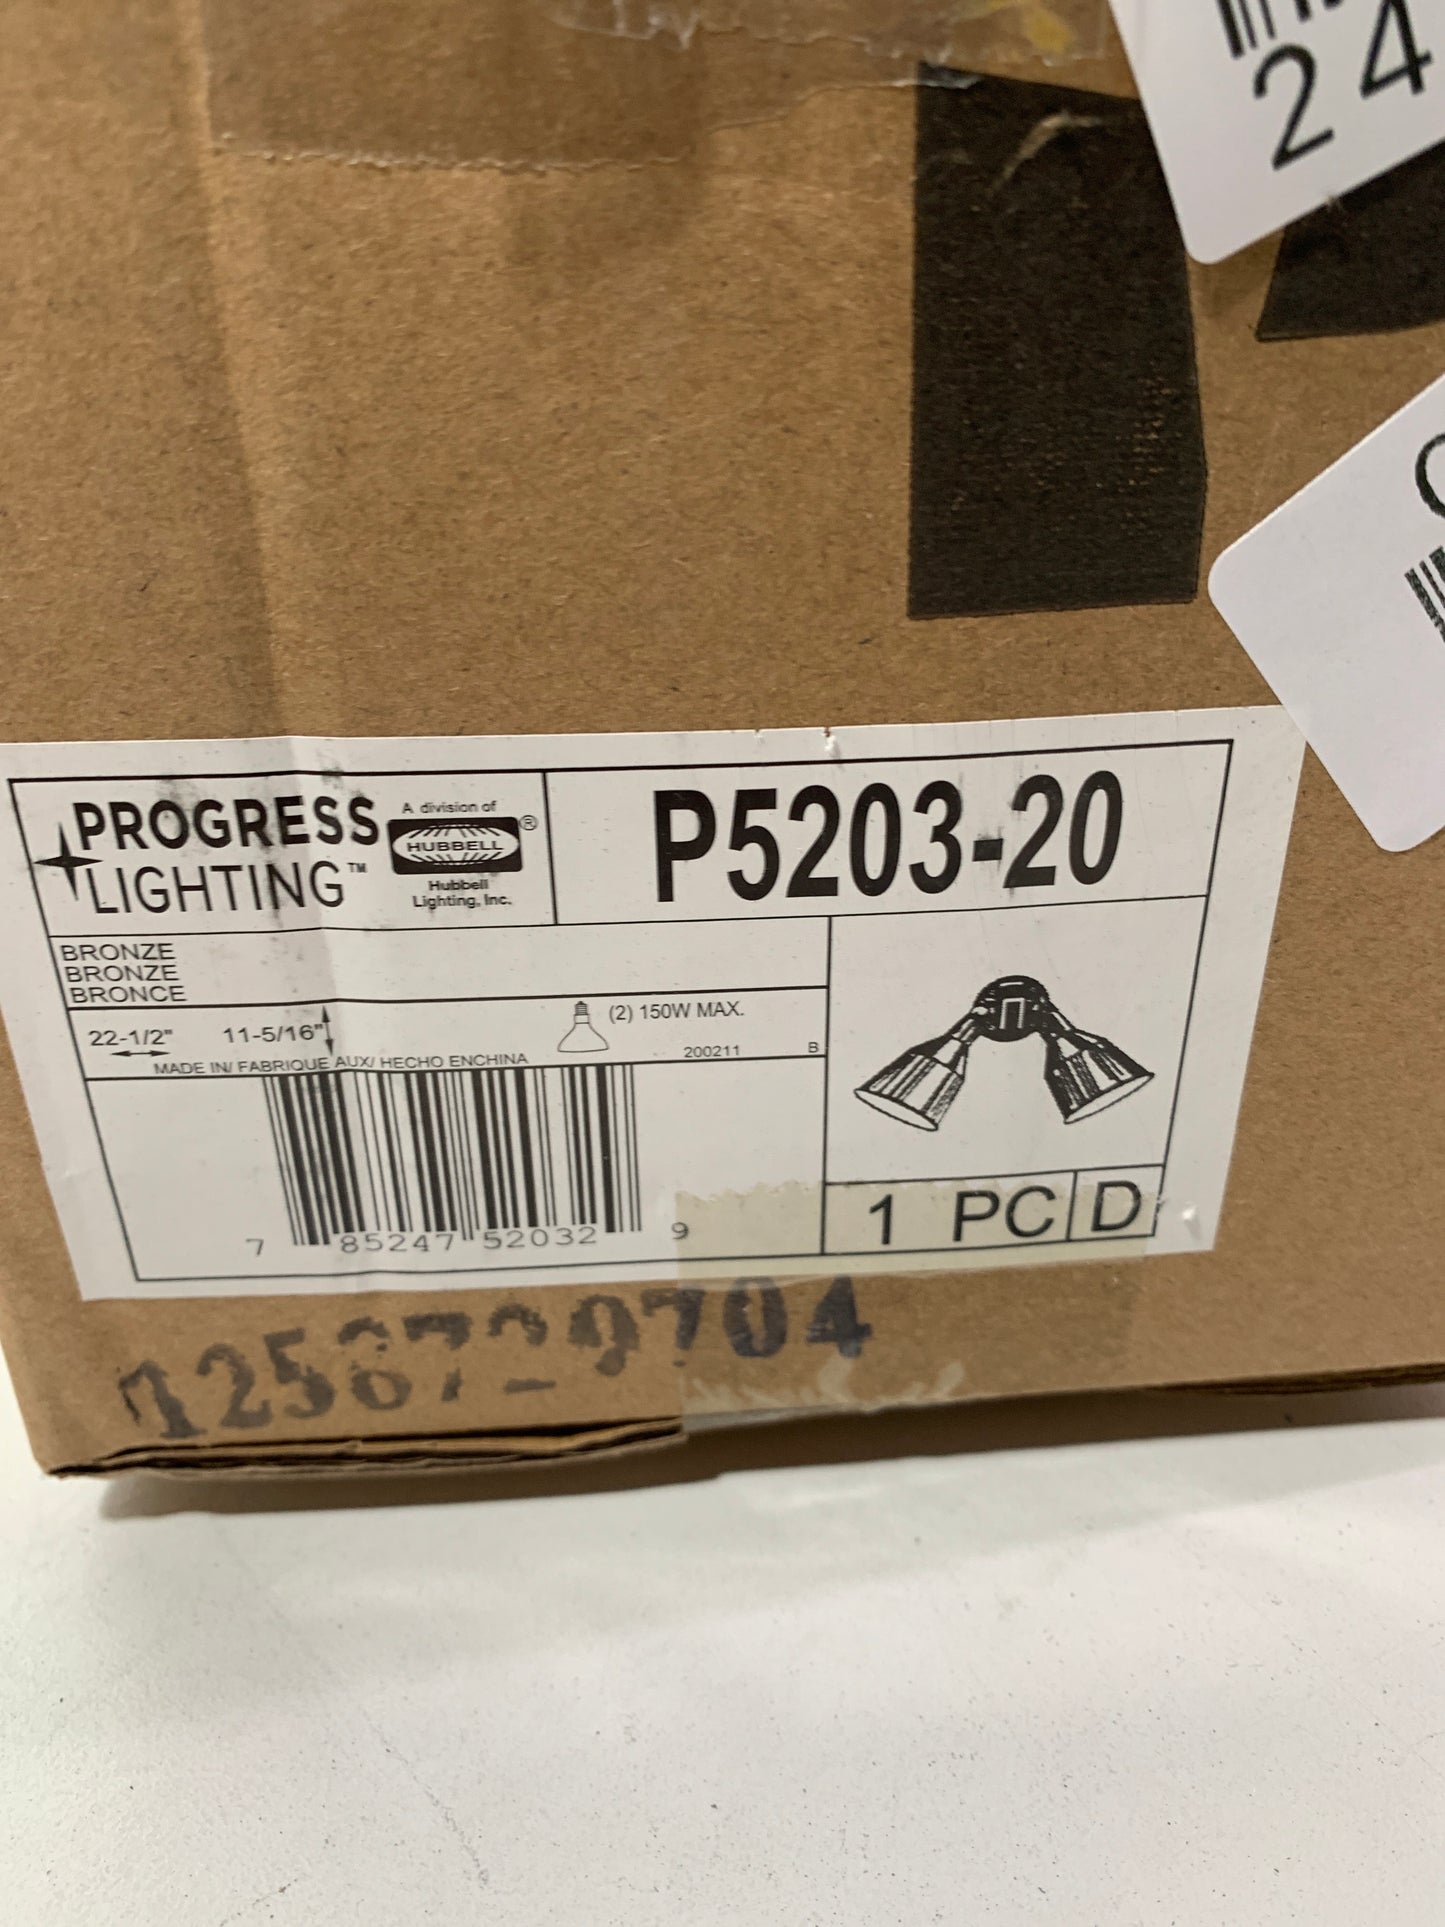 24
PROGRESS
LIGHTING™
A division of
HUBBELL®
Hubbell
Lighting, Inc.
P5203-20
BRONZE
BRONZE
BRONCE
22-1/2" 11-5/16"
(2) 150W MAX.
200211 B
MADE IN/ FABRIQUE AUX/ HECHO ENCHINA
7 85247 52032 9
1 PC D
1256729704